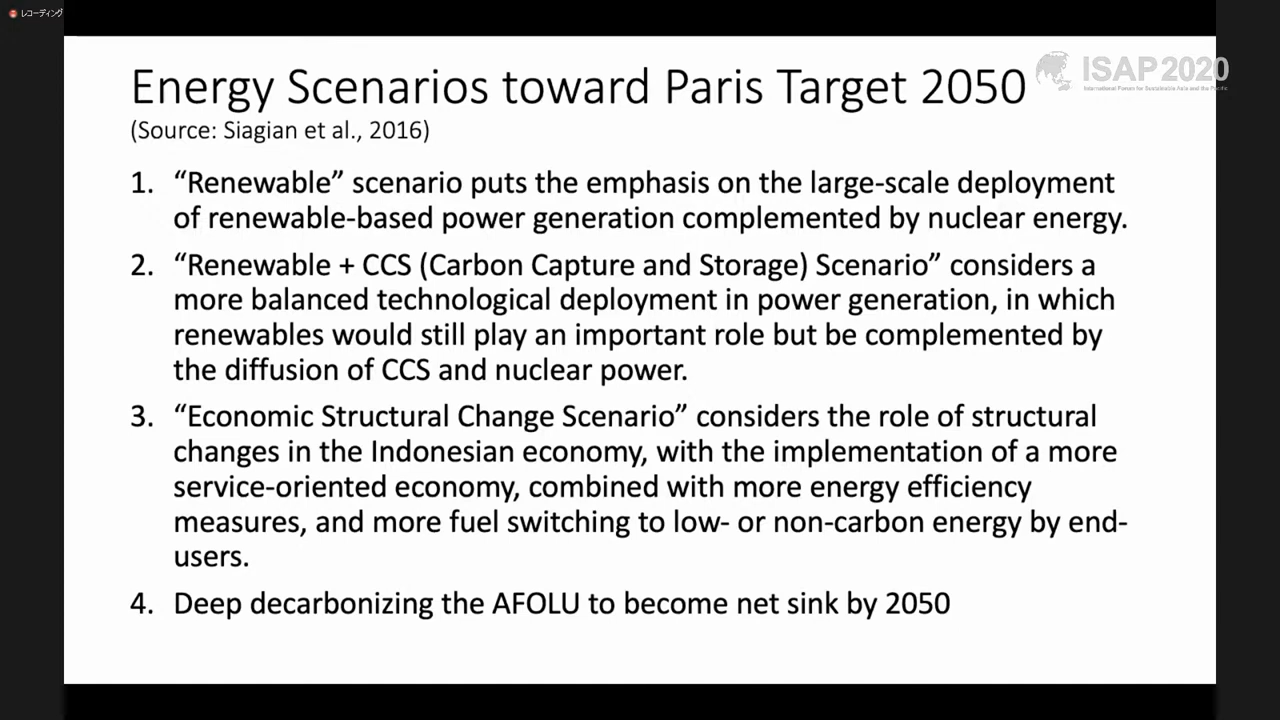 レコーディング
Energy Scenarios toward Paris Target 2050
ISAP 2020
International Forum for Sustainable Asia and the Pacific
(Source: Siagian et al., 2016)
1. “Renewable” scenario puts the emphasis on the large-scale deployment
of renewable-based power generation complemented by nuclear energy.
2. “Renewable + CCS (Carbon Capture and Storage) Scenario” considers a
more balanced technological deployment in power generation, in which
renewables would still play an important role but be complemented by
the diffusion of CCS and nuclear power.
3. “Economic Structural Change Scenario” considers the role of structural
changes in the Indonesian economy, with the implementation of a more
service-oriented economy, combined with more energy efficiency
measures, and more fuel switching to low- or non-carbon energy by end-
users.
4. Deep decarbonizing the AFOLU to become net sink by 2050